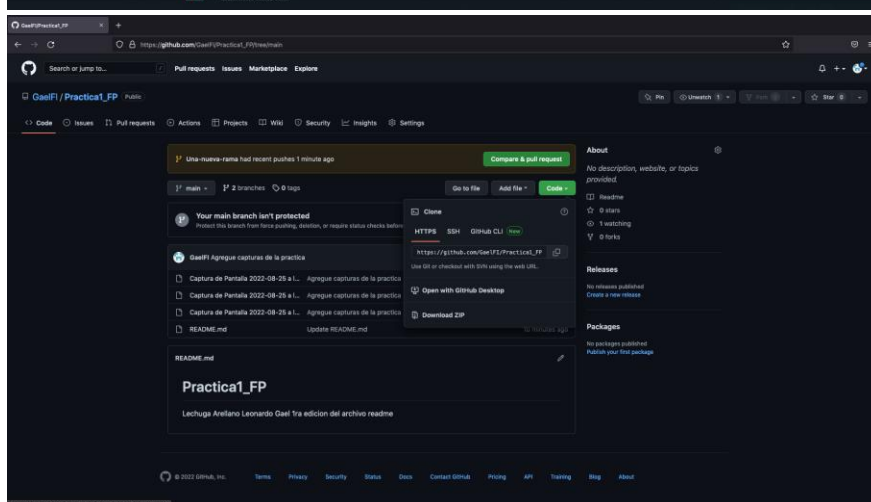 GaelFI/Practica1_FP
https://github.com/GaelFI/Practica1_FP/tree/main
Search or jump to...
Pull requests Issues Marketplace Explore
GaelFI / Practica1_FP Public
Pin Unwatch 1 Star 0
Code Issues Pull requests Actions Projects Wiki Security Insights Settings
Una-nueva-rama had recent pushes 1 minute ago
Compare & pull request
main 2 branches 0 tags
Go to file Add file Code
Your main branch isn't protected
Protect this branch from force pushing, deletion, or require status checks before
GaelFI Agregue capturas de la practica
Captura de Pantalla 2022-08-25 a l... Agregue capturas de la practica
Captura de Pantalla 2022-08-25 a l... Agregue capturas de la practica
Captura de Pantalla 2022-08-25 a l... Agregue capturas de la practica
README.md Update README.md minutes ago
Clone
HTTPS SSH GitHub CLI New
https://github.com/GaelFI/Practica1_FP
Use Git or checkout with SVN using the web URL.
Open with GitHub Desktop
Download ZIP
README.md
Practica1_FP
Lechuga Arellano Leonardo Gael 1ra edicion del archivo readme
About
No description, website, or topics
provided.
Readme
0 stars
1 watching
0 forks
Releases
No releases published
Create a new release
Packages
No packages published
Publish your first package
© 2022 GitHub, Inc. Terms Privacy Security Status Docs Contact GitHub Pricing API Training Blog About